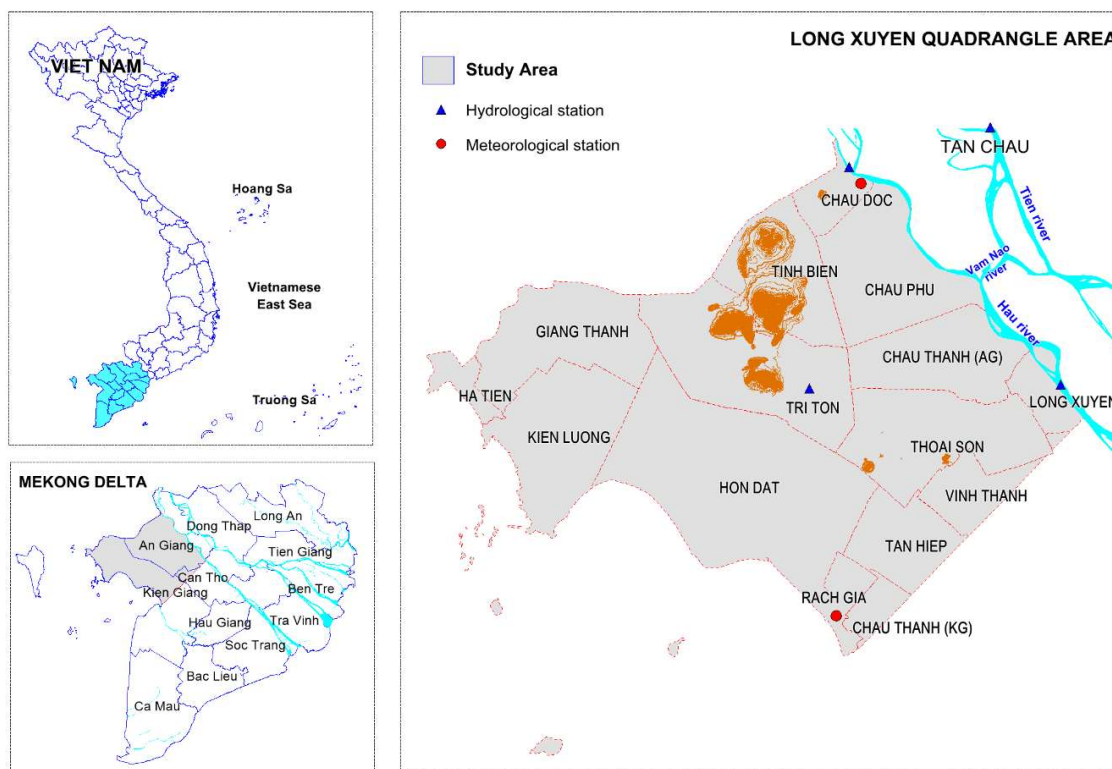 VIET NAM
Hoang Sa
Vietnamese
East Sea
Truong Sa
MEKONG DELTA
Long An
Dong Thap
An Giang
Tien Giang
Can Tho
Ben Tre
Kien Giang
Hau Giang
Tra Vinh
Soc Trang
Bac Lieu
Ca Mau
LONG XUYEN QUADRANGLE AREA
Study Area
Hydrological station
Meteorological station
TAN CHAU
CHAU DOC
Tien river
Vam Nao
river
TINH BIEN
CHAU PHU
Hau river
GIANG THANH
CHAU THANH (AG)
HA TIEN
TRI TON
LONG XUYEN
KIEN LUONG
THOAI SON
HON DAT
VINH THANH
TAN HIEP
RACH GIA
CHAU THANH (KG)